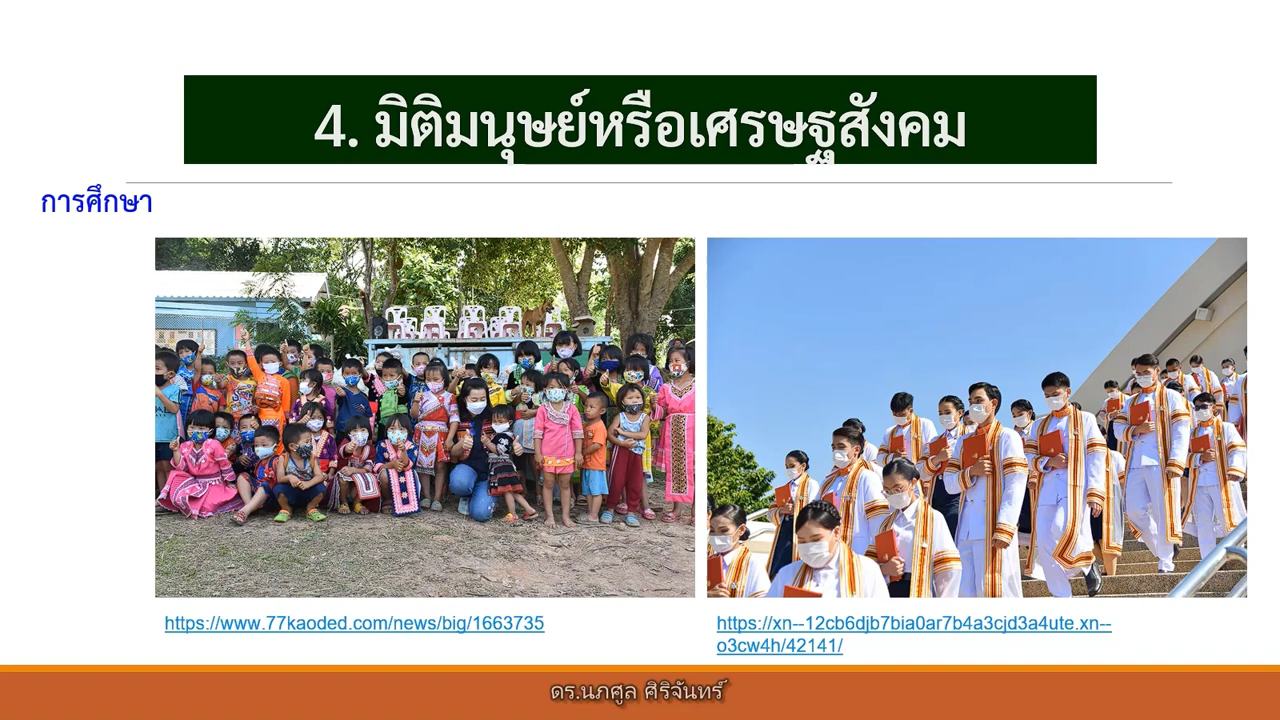 4. มิติมนุษย์หรือเศรษฐสังคม
การศึกษา
https://www.77kaoded.com/news/big/1663735
https://xn--12cb6djb7bia0ar7b4a3cjd3a4ute.xn--
o3cw4h/42141/
ดร.นภศูล ศิริจันทร์